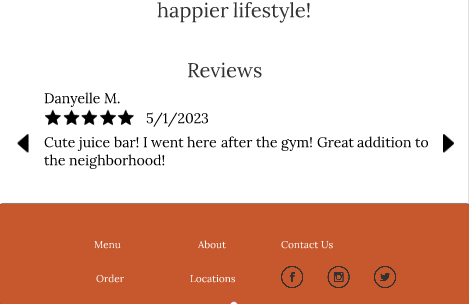 happier lifestyle!
Reviews
Danyelle M.
5/1/2023
Cute juice bar! I went here after the gym! Great addition to
the neighborhood!
Menu About Contact Us
Order Locations